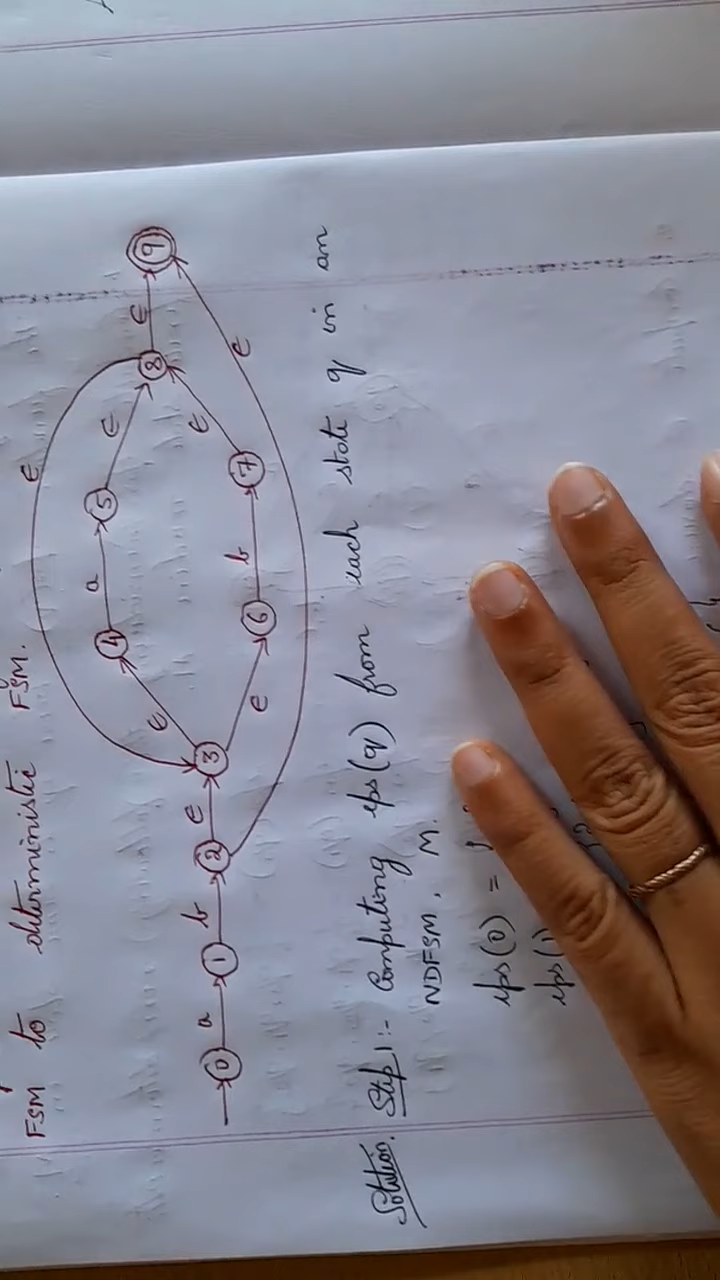 FSM to deterministic FSM.
ε
a
ε
ε
ε
0 a 1 b 2 ε 3 4 5 8 9
ε
b
ε
6 7
ε
Solution. Step 1:- Computing eps(q) from each state q in an
NDFSM, M.
eps(0) = {
eps(1